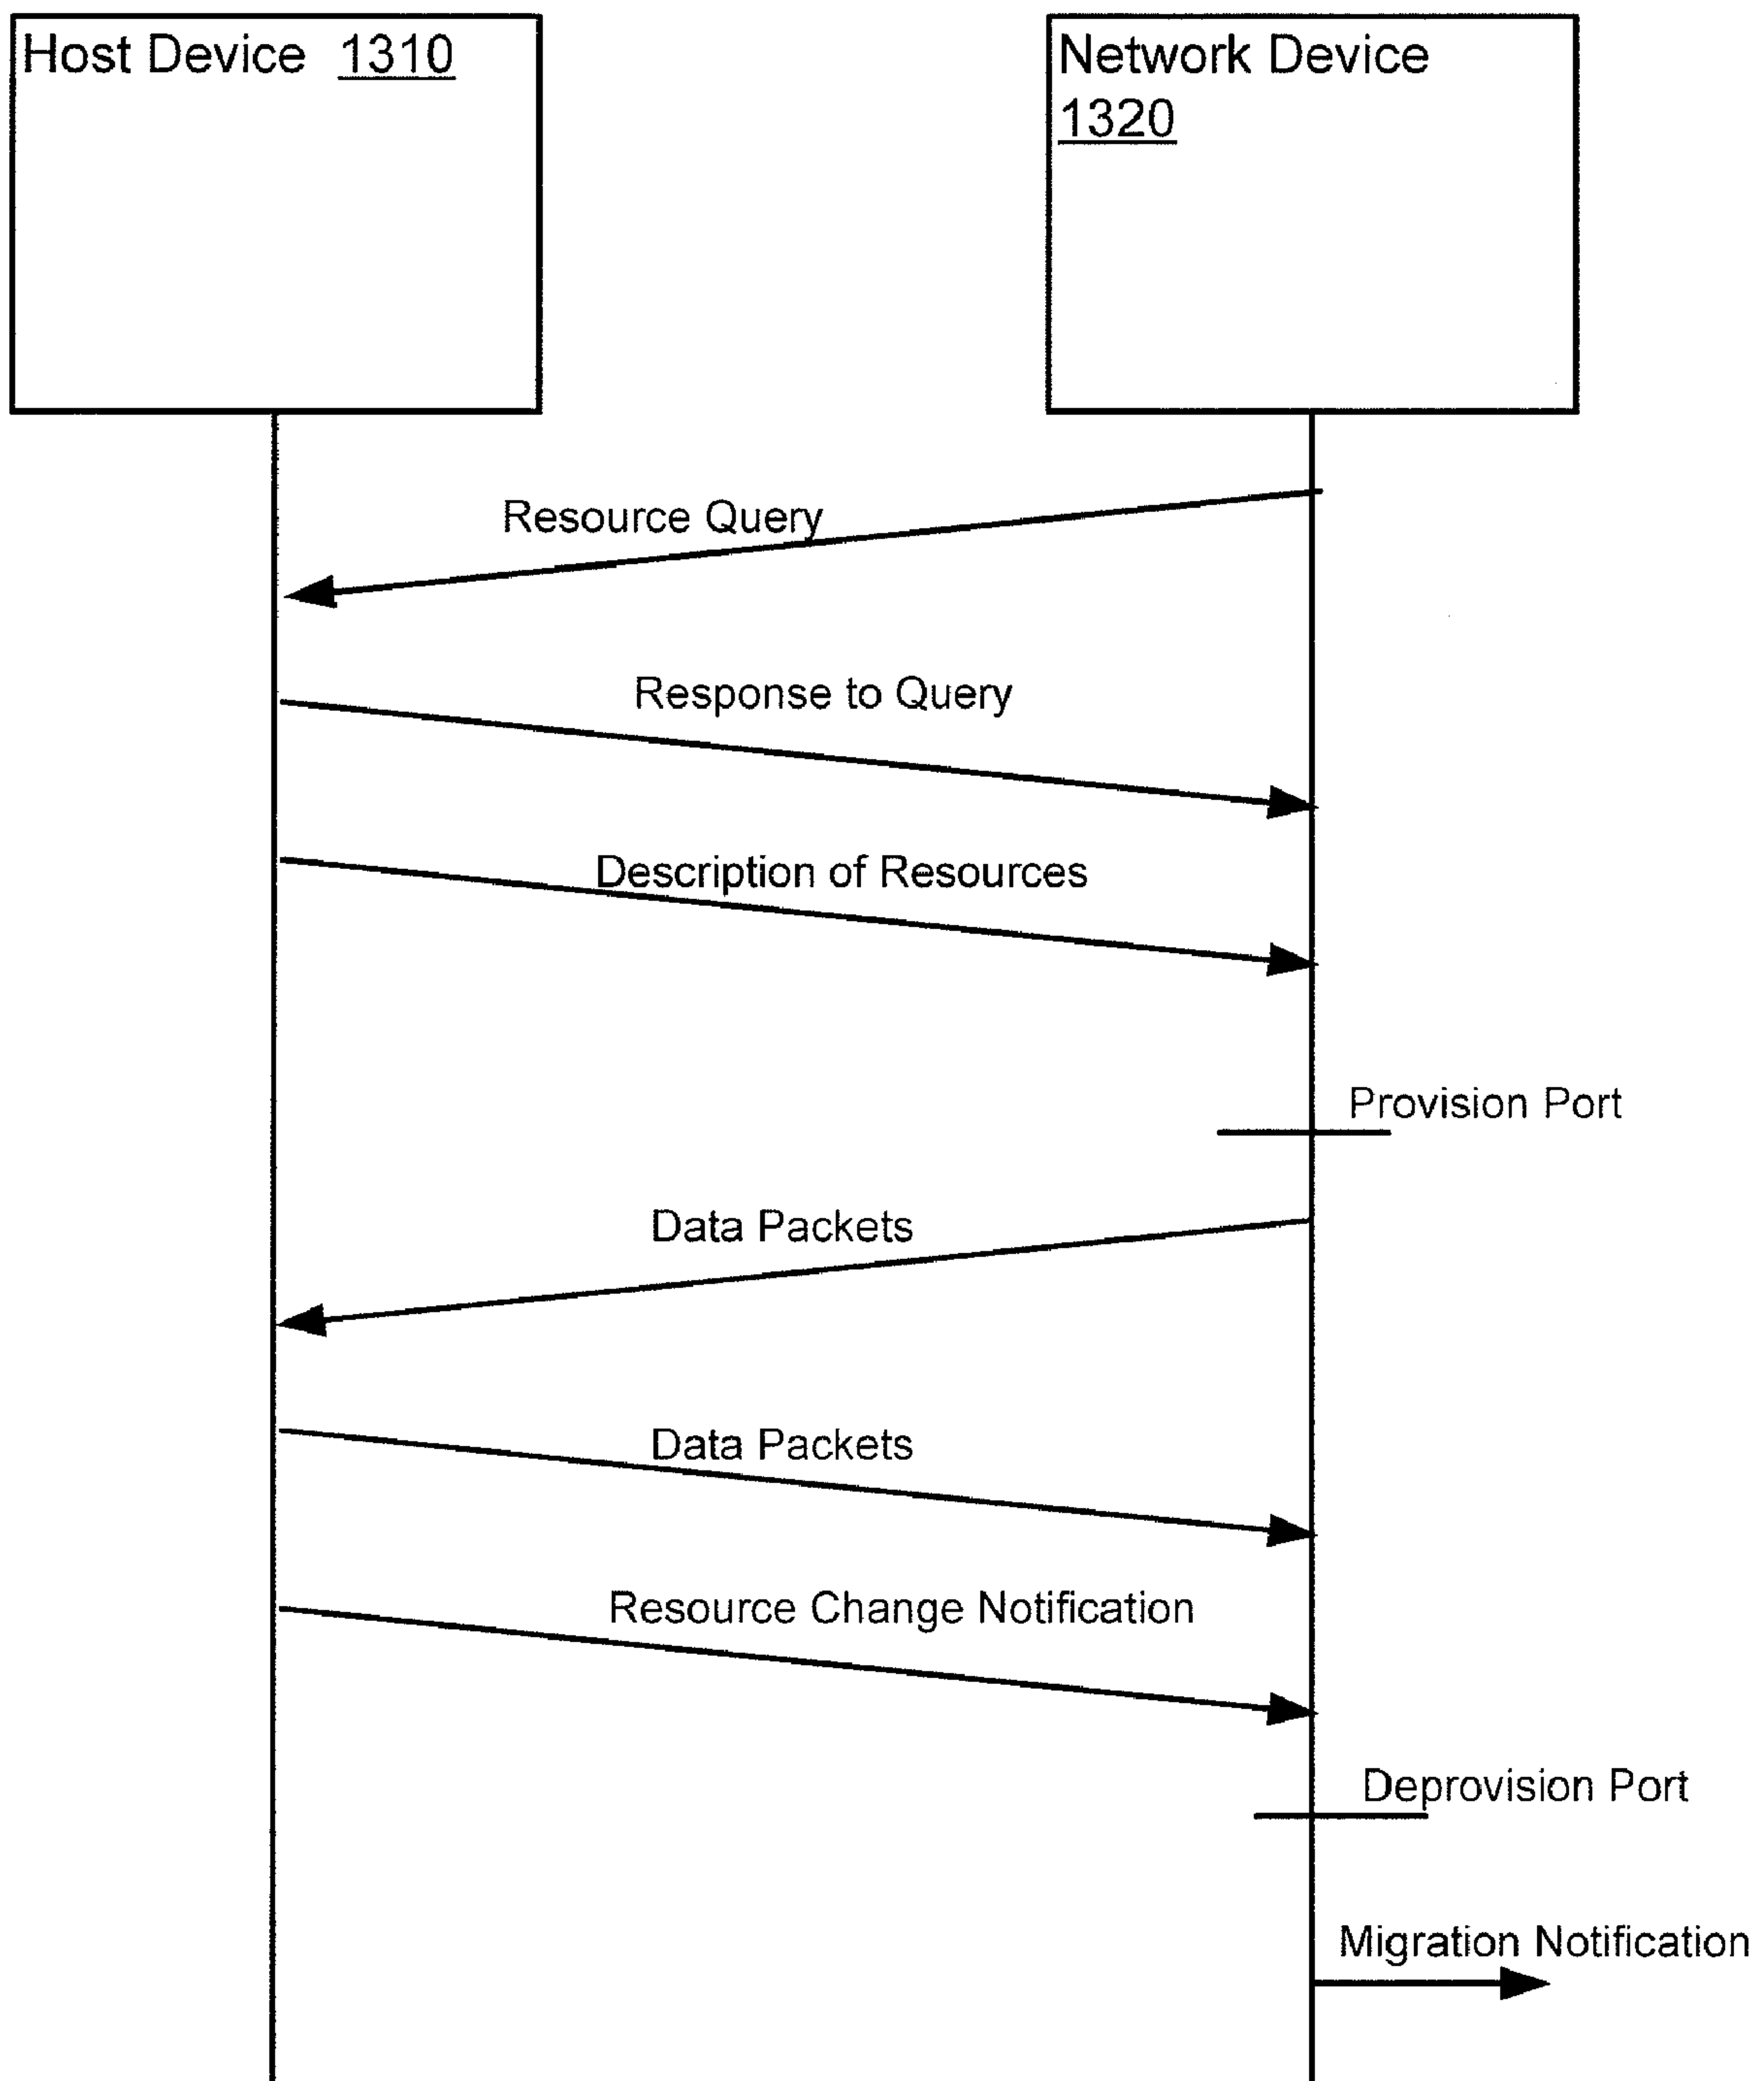 Host Device 1310
Network Device
1320
Resource Query
Response to Query
Description of Resources
Provision Port
Data Packets
Data Packets
Resource Change Notification
Deprovision Port
Migration Notification